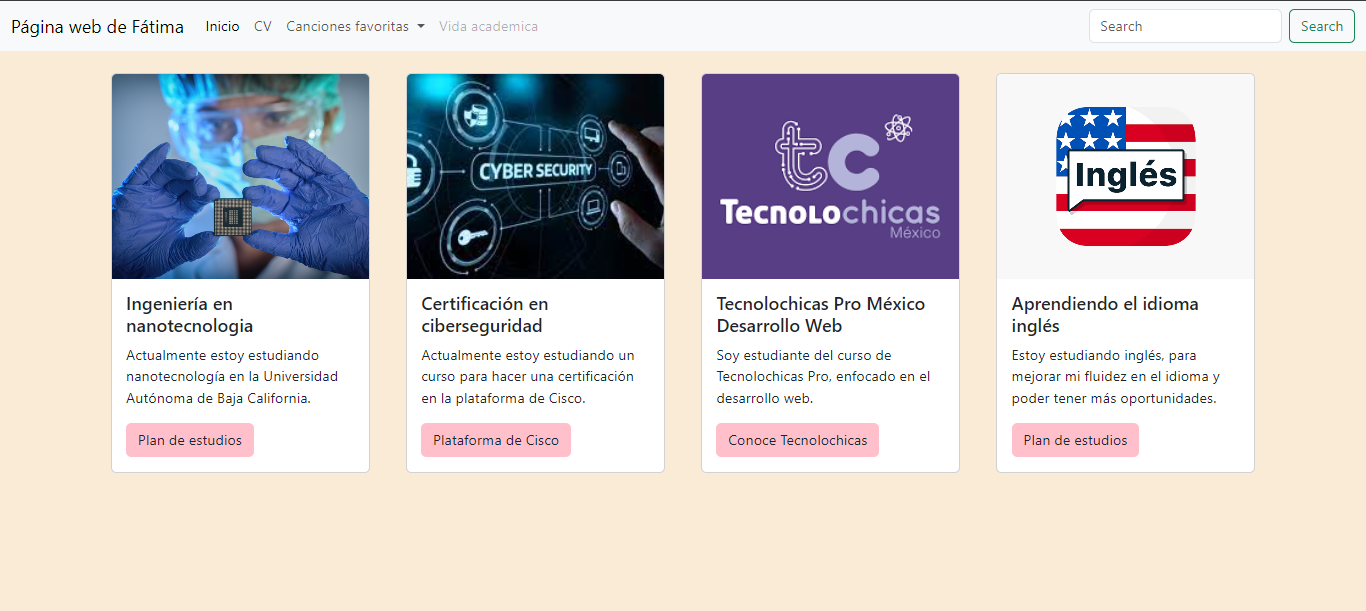 Página web de Fátima Inicio CV Canciones favoritas Vida academica Search Search
CYBER SECURITY
tc
TECNOLOchicas
México
Inglés
Ingeniería en
nanotecnologia
Actualmente estoy estudiando
nanotecnología en la Universidad
Autónoma de Baja California.
Plan de estudios
Certificación en
ciberseguridad
Actualmente estoy estudiando un
curso para hacer una certificación
en la plataforma de Cisco.
Plataforma de Cisco
Tecnolochicas Pro México
Desarrollo Web
Soy estudiante del curso de
Tecnolochicas Pro, enfocado en el
desarrollo web.
Conoce Tecnolochicas
Aprendiendo el idioma
inglés
Estoy estudiando inglés, para
mejorar mi fluidez en el idioma y
poder tener más oportunidades.
Plan de estudios